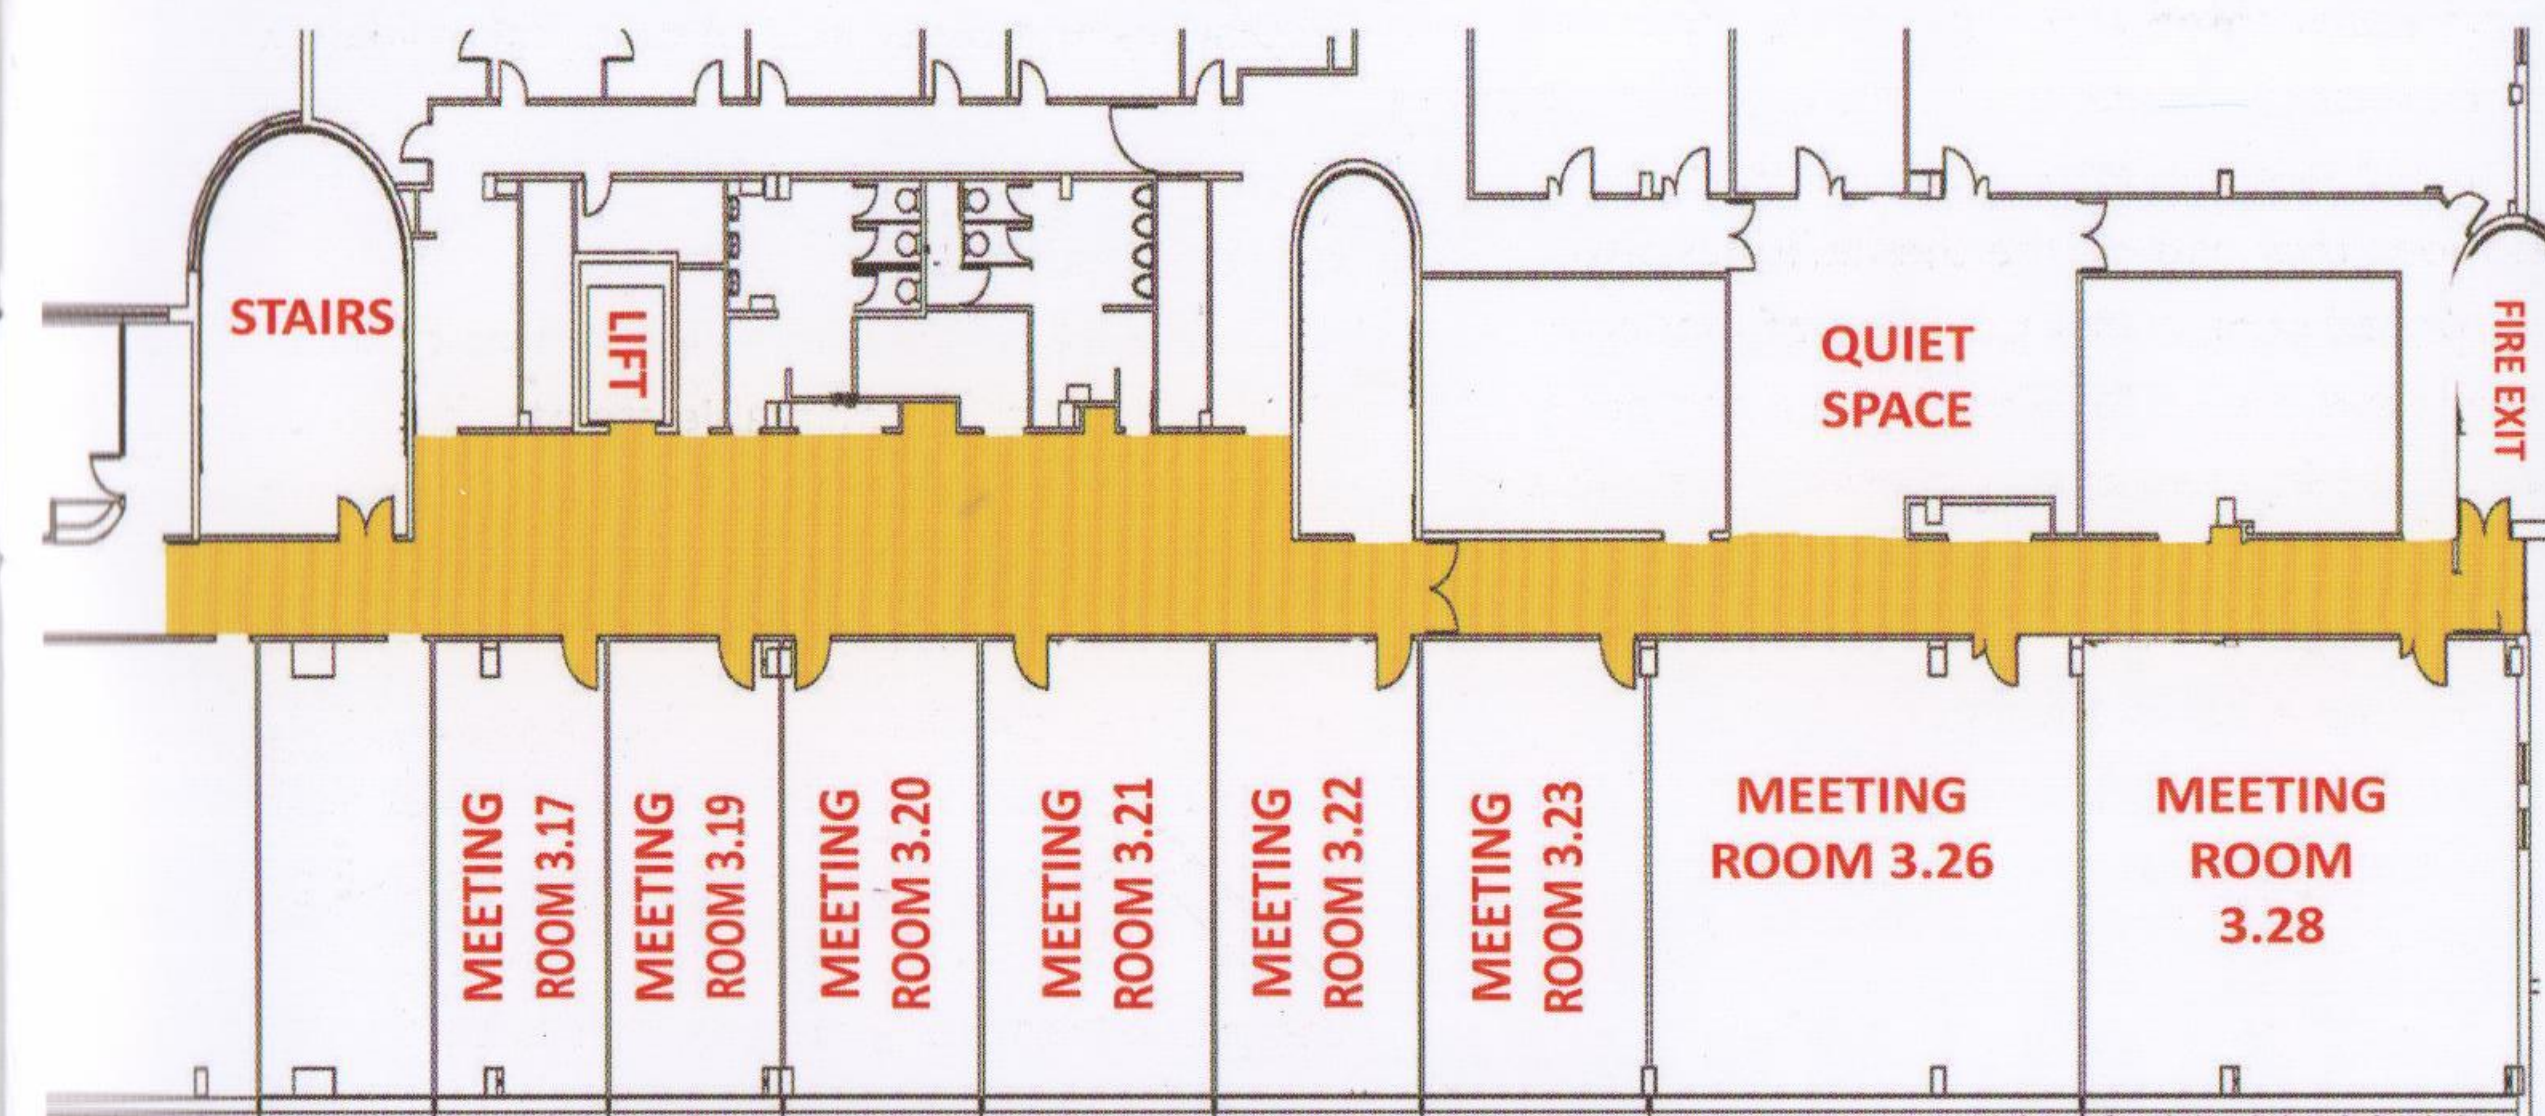 STAIRS
LIFT
QUIET
SPACE
FIRE EXIT
MEETING
ROOM 3.17
MEETING
ROOM 3.19
MEETING
ROOM 3.20
MEETING
ROOM 3.21
MEETING
ROOM 3.22
MEETING
ROOM 3.23
MEETING
ROOM 3.26
MEETING
ROOM
3.28